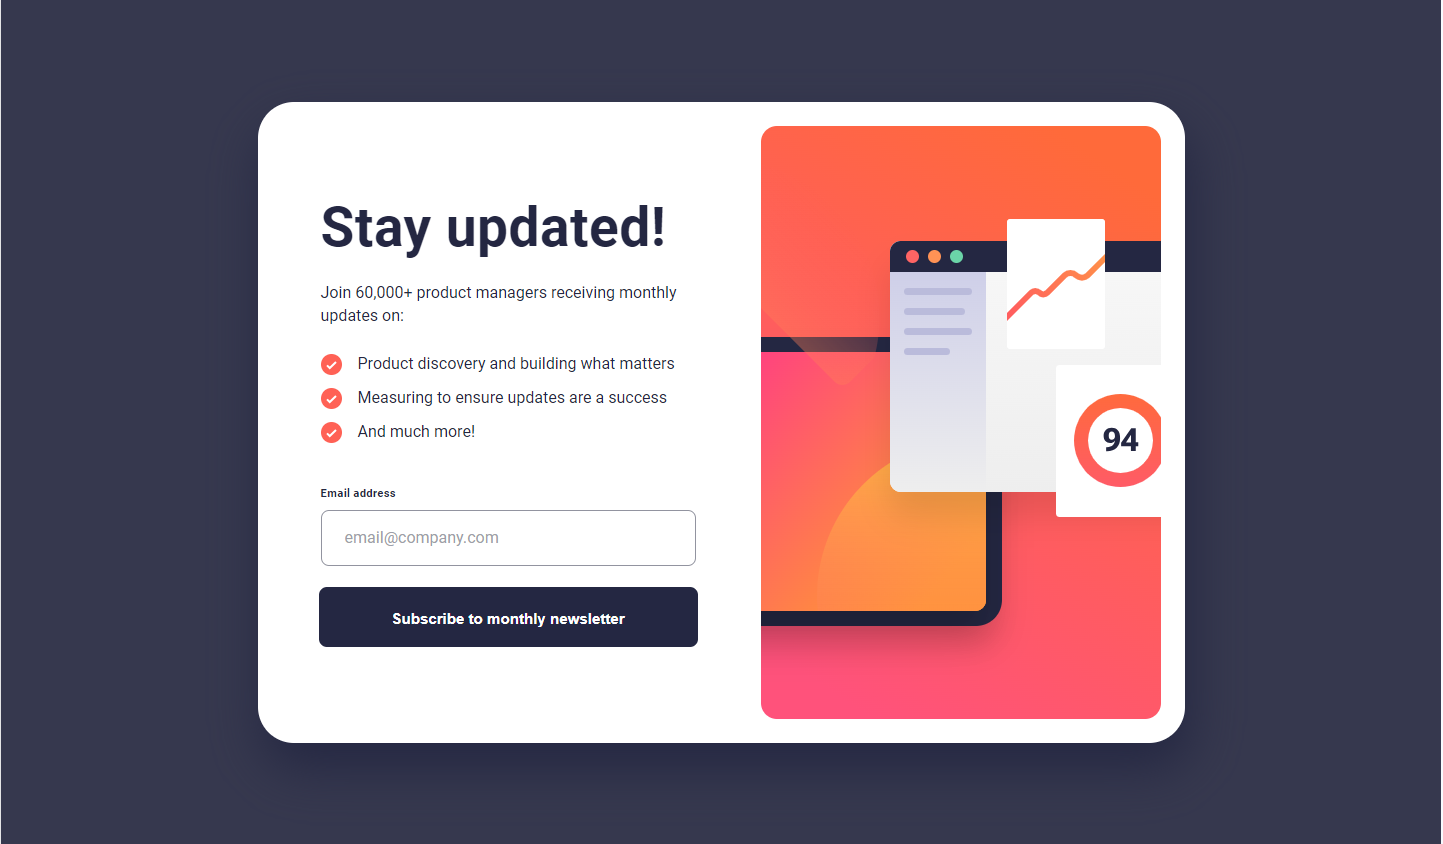 Stay updated!
Join 60,000+ product managers receiving monthly
updates on:
Product discovery and building what matters
Measuring to ensure updates are a success
And much more!
Email address
email@company.com
Subscribe to monthly newsletter
94